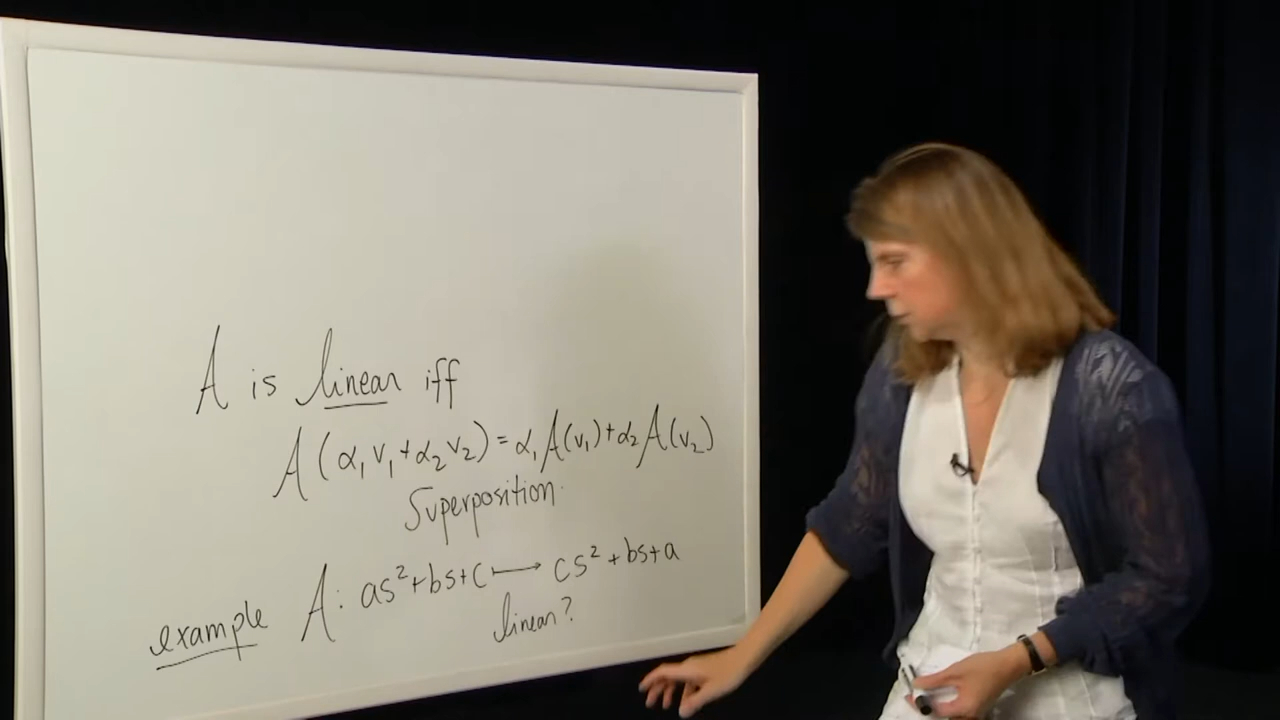 A is linear iff
A(α₁v₁+α₂v₂)=α₁A(v₁)+α₂A(v₂)
Superposition
example A: as²+bs+c ⟼ cs²+bs+a
linear?